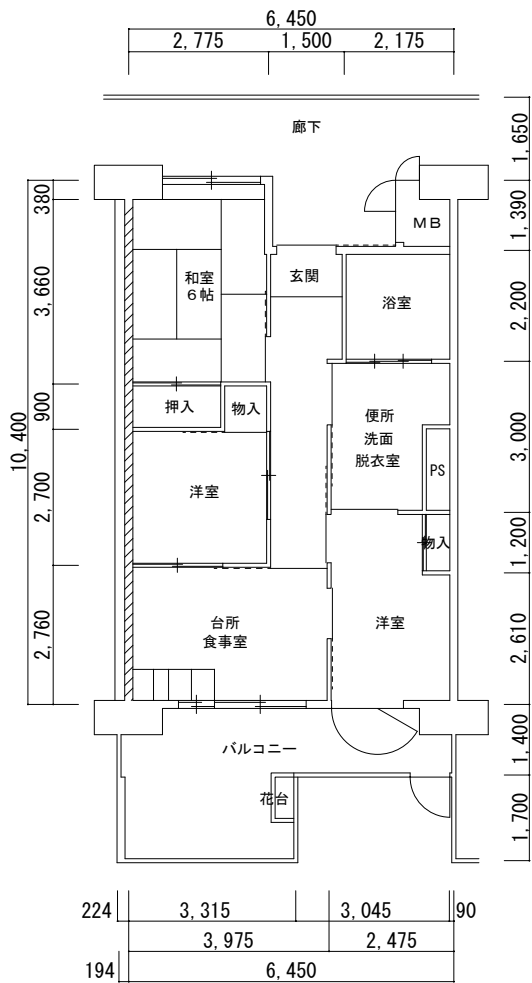 6,450
2,775
1,500
2,175
廊下
1,650
380
1,390
MB
和室
6帖
玄関
浴室
3,660
2,200
押入
物入
900
便所
洗面
脱衣室
10,400
3,000
PS
洋室
2,700
物入
1,200
台所
食事室
洋室
2,760
2,610
バルコニー
1,400
花台
1,700
224
3,315
3,045
90
3,975
2,475
194
6,450